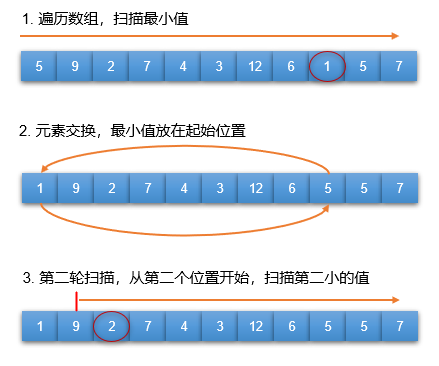 1. 遍历数组，扫描最小值
5 9 2 7 4 3 12 6 1 5 7
2. 元素交换，最小值放在起始位置
1 9 2 7 4 3 12 6 5 5 7
3. 第二轮扫描，从第二个位置开始，扫描第二小的值
1 9 2 7 4 3 12 6 5 5 7